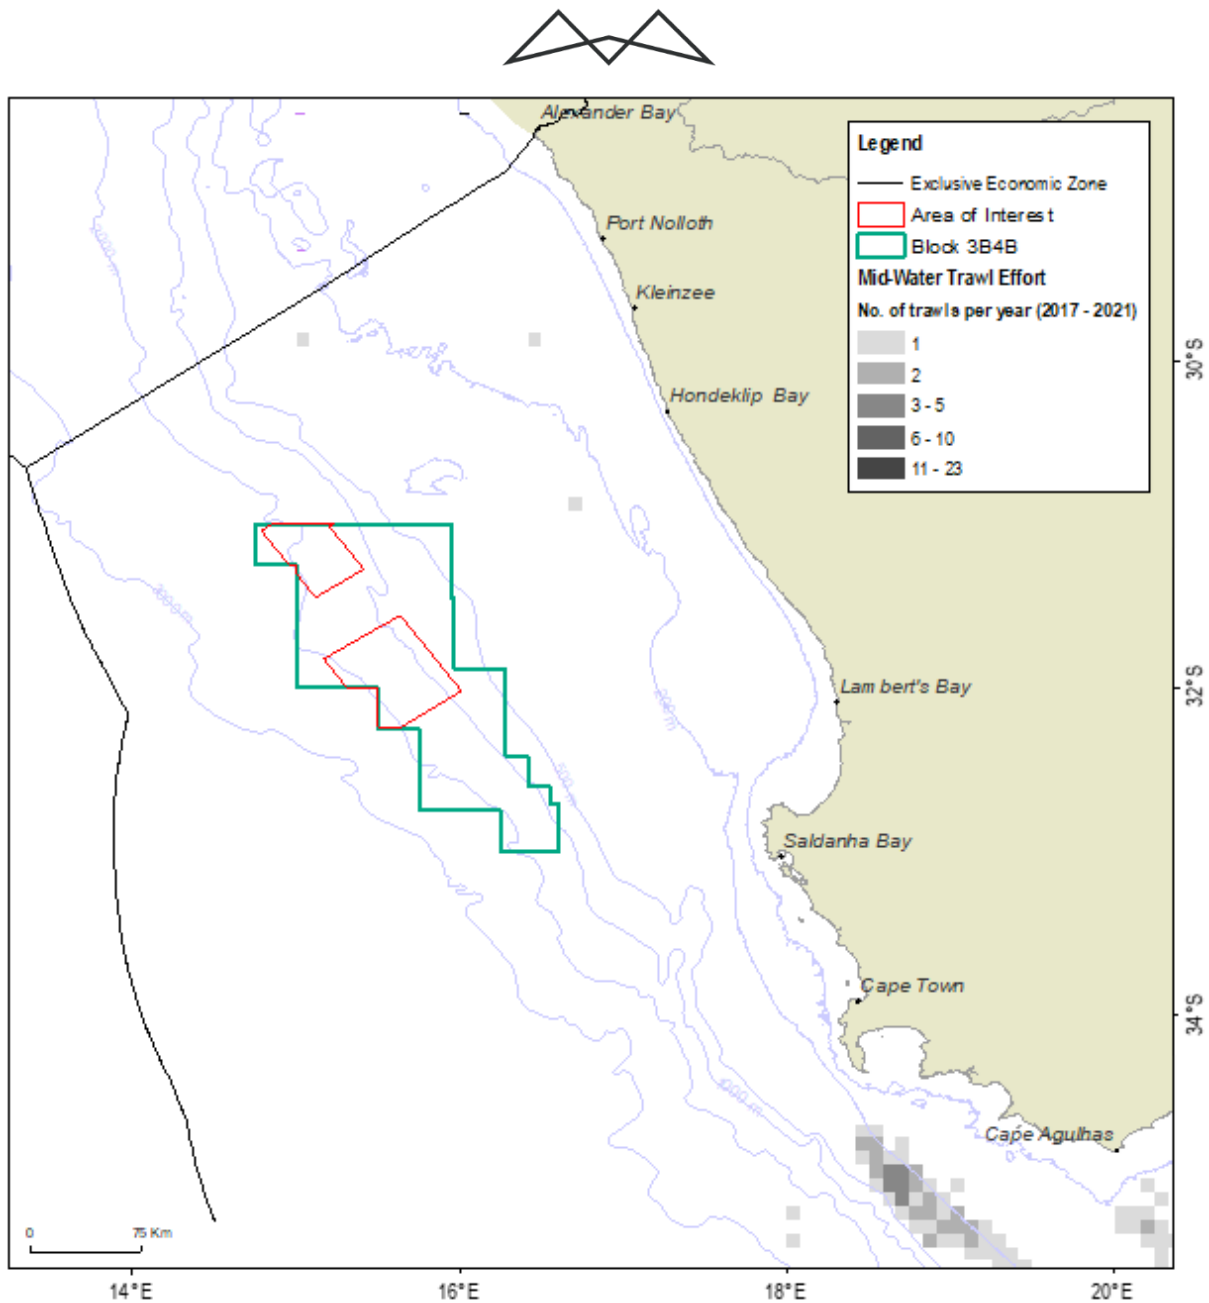 Alexander Bay
Legend
Exclusive Economic Zone
Area of Interest
Block 3B4B
Mid-Water Trawl Effort
No. of trawls per year (2017 - 2021)
1
2
3 - 5
6 - 10
11 - 23
Port Nolloth
Kleinzee
Hondeklip Bay
30°S
Lambert's Bay
32°S
200 m
500 m
Saldanha Bay
Cape Town
34°S
Cape Agulhas
0 75 Km
14°E 16°E 18°E 20°E